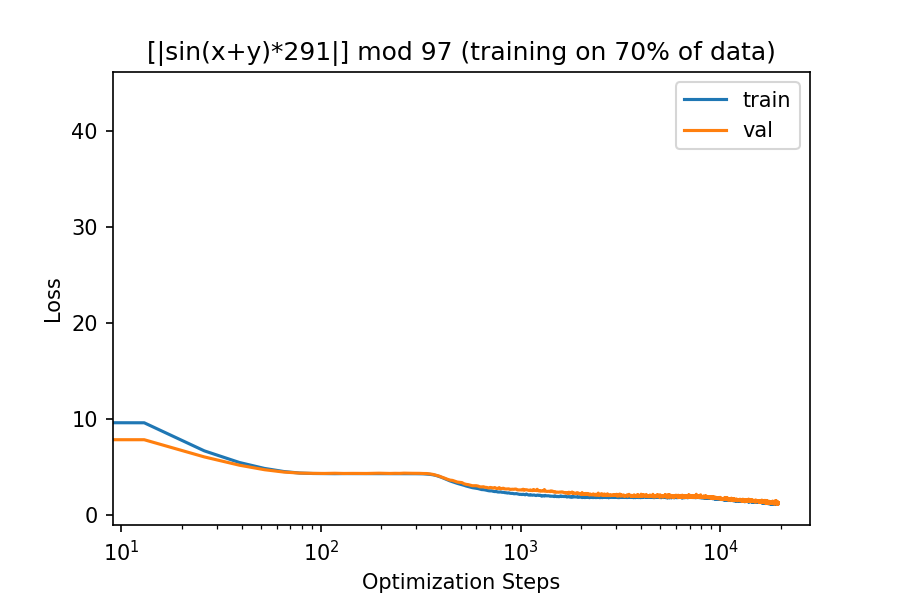 [|sin(x+y)*291|] mod 97 (training on 70% of data)
train
val
40
30
20
10
0
Loss
10¹
10²
10³
10⁴
Optimization Steps